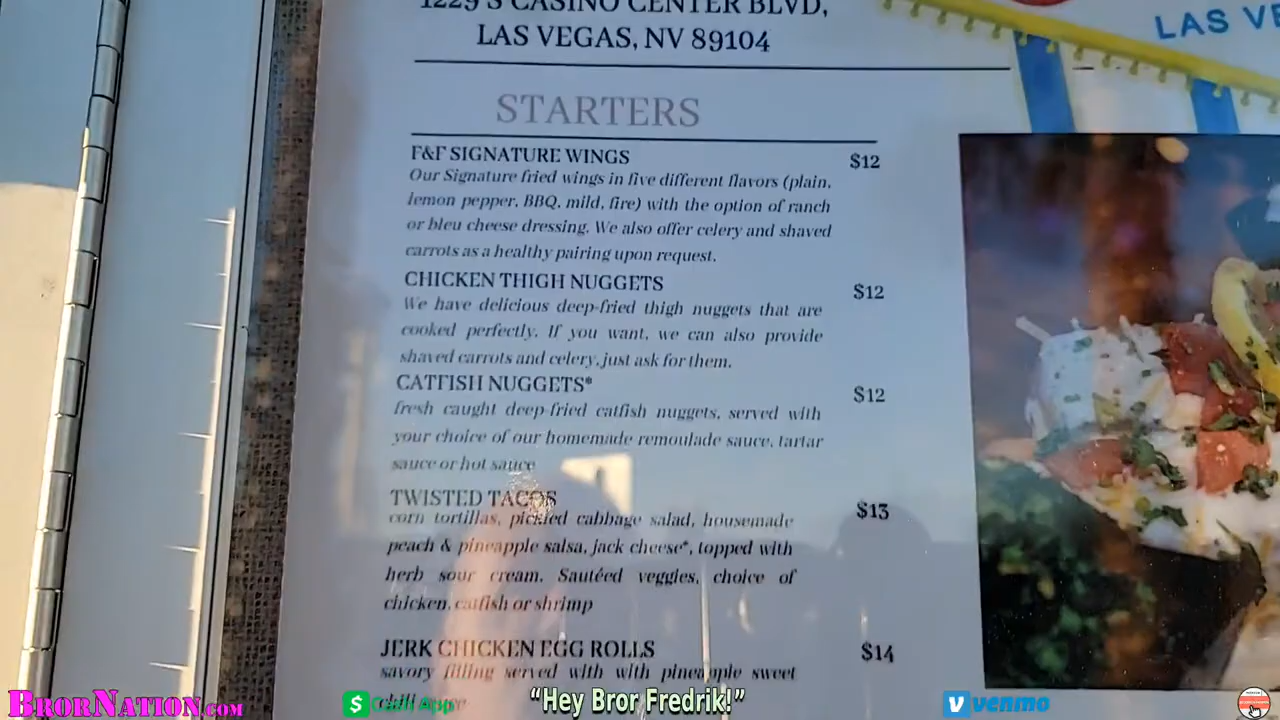 1229 S CASINO CENTER BLVD,
LAS VEGAS, NV 89104
LAS VE
STARTERS
F&F SIGNATURE WINGS $12
Our Signature fried wings in five different flavors (plain,
lemon pepper, BBQ, mild, fire) with the option of ranch
or bleu cheese dressing. We also offer celery and shaved
carrots as a healthy pairing upon request.
CHICKEN THIGH NUGGETS $12
We have delicious deep-fried thigh nuggets that are
cooked perfectly. If you want, we can also provide
shaved carrots and celery, just ask for them.
CATFISH NUGGETS* $12
fresh caught deep-fried catfish nuggets, served with
your choice of our homemade remoulade sauce, tartar
sauce or hot sauce
TWISTED TACOS $13
corn tortillas, pickled cabbage salad, housemade
peach & pineapple salsa, jack cheese*, topped with
herb sour cream. Sautéed veggies, choice of
chicken, catfish or shrimp
JERK CHICKEN EGG ROLLS $14
savory filling served with with pineapple sweet
chili sauce
BRORNATION.COM
Cash App
“Hey Bror Fredrik!”
venmo